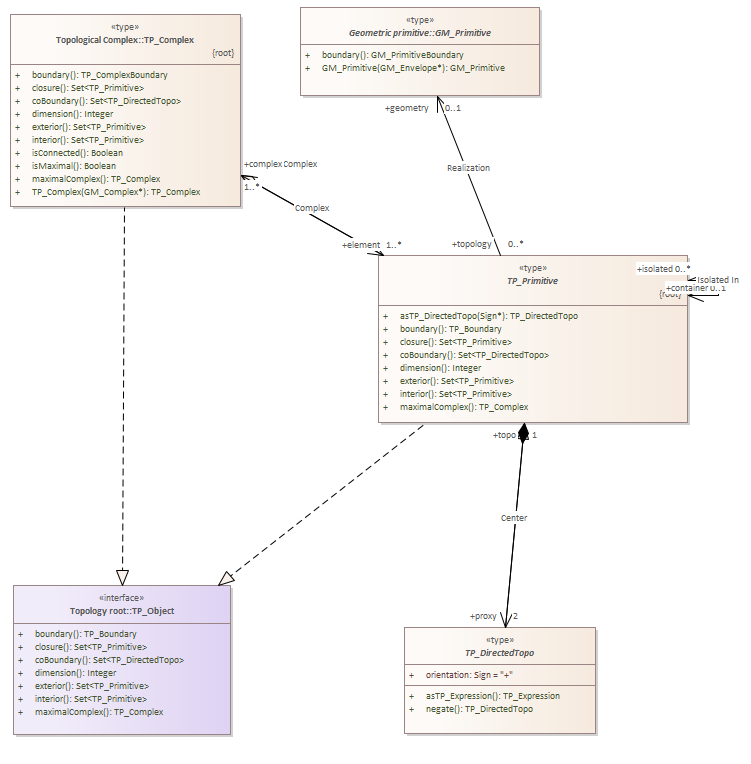 «type»
Topological Complex::TP_Complex
{root}
+ boundary(): TP_ComplexBoundary
+ closure(): Set<TP_Primitive>
+ coBoundary(): Set<TP_DirectedTopo>
+ dimension(): Integer
+ exterior(): Set<TP_Primitive>
+ interior(): Set<TP_Primitive>
+ isConnected(): Boolean
+ isMaximal(): Boolean
+ maximalComplex(): TP_Complex
+ TP_Complex(GM_Complex*): TP_Complex
«type»
Geometric primitive::GM_Primitive
+ boundary(): GM_PrimitiveBoundary
+ GM_Primitive(GM_Envelope*): GM_Primitive
+geometry 0..1
Realization
+topology 0..*
+complex Complex
1..*
Complex
+element 1..*
«type»
TP_Primitive
{root}
+isolated 0..*
Isolated In
+container 0..1
+ asTP_DirectedTopo(Sign*): TP_DirectedTopo
+ boundary(): TP_Boundary
+ closure(): Set<TP_Primitive>
+ coBoundary(): Set<TP_DirectedTopo>
+ dimension(): Integer
+ exterior(): Set<TP_Primitive>
+ interior(): Set<TP_Primitive>
+ maximalComplex(): TP_Complex
+topo 1
Center
+proxy 2
«interface»
Topology root::TP_Object
+ boundary(): TP_Boundary
+ closure(): Set<TP_Primitive>
+ coBoundary(): Set<TP_DirectedTopo>
+ dimension(): Integer
+ exterior(): Set<TP_Primitive>
+ interior(): Set<TP_Primitive>
+ maximalComplex(): TP_Complex
«type»
TP_DirectedTopo
+ orientation: Sign = "+"
+ asTP_Expression(): TP_Expression
+ negate(): TP_DirectedTopo